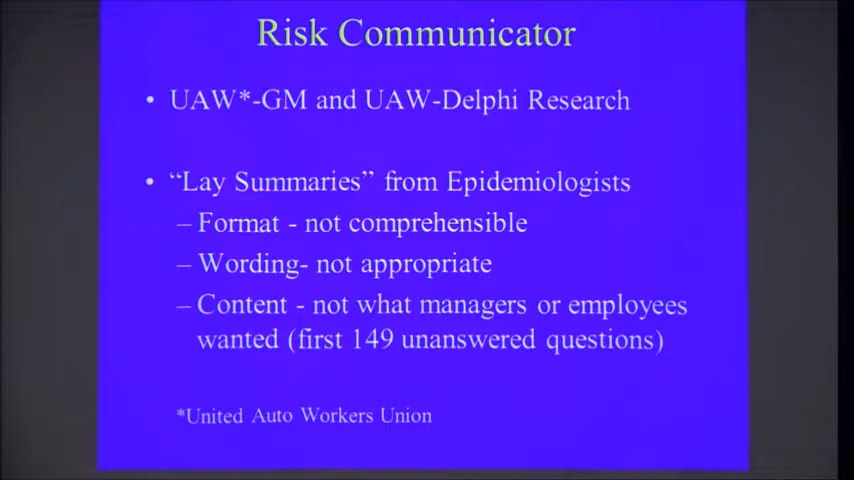 Risk Communicator
• UAW*-GM and UAW-Delphi Research
• “Lay Summaries” from Epidemiologists
– Format - not comprehensible
– Wording- not appropriate
– Content - not what managers or employees
wanted (first 149 unanswered questions)
*United Auto Workers Union